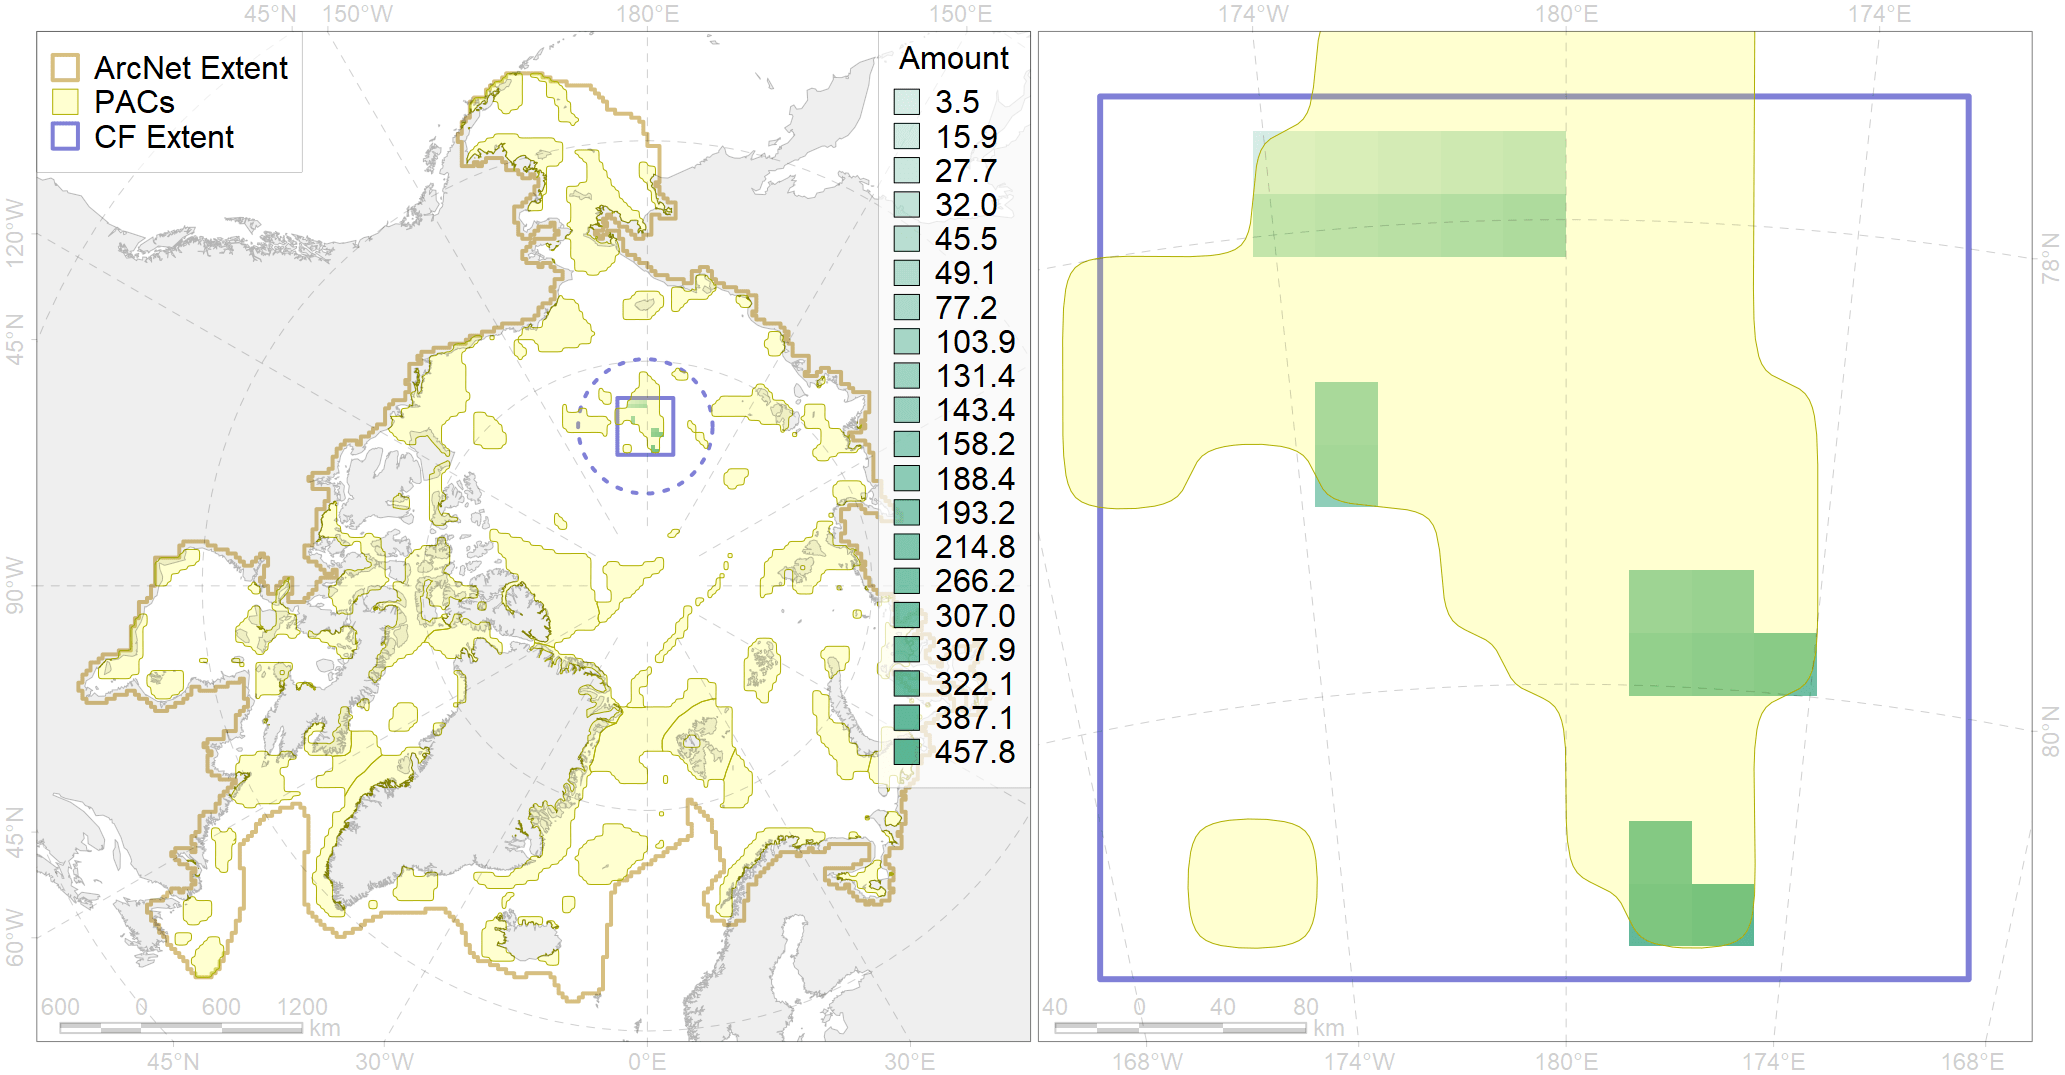 45°N 150°W 180°E 150°E 174°W 180°E 174°E
ArcNet Extent
PACs
CF Extent
Amount
3.5
15.9
27.7
32.0
45.5
49.1
77.2
103.9
131.4
143.4
158.2
188.4
193.2
214.8
266.2
307.0
307.9
322.1
387.1
457.8
120°W
45°N
90°W
45°N
60°W
78°N
80°N
600 0 600 1200
km
40 0 40 80
km
45°N 30°W 0°E 30°E 168°W 174°W 180°E 174°E 168°E